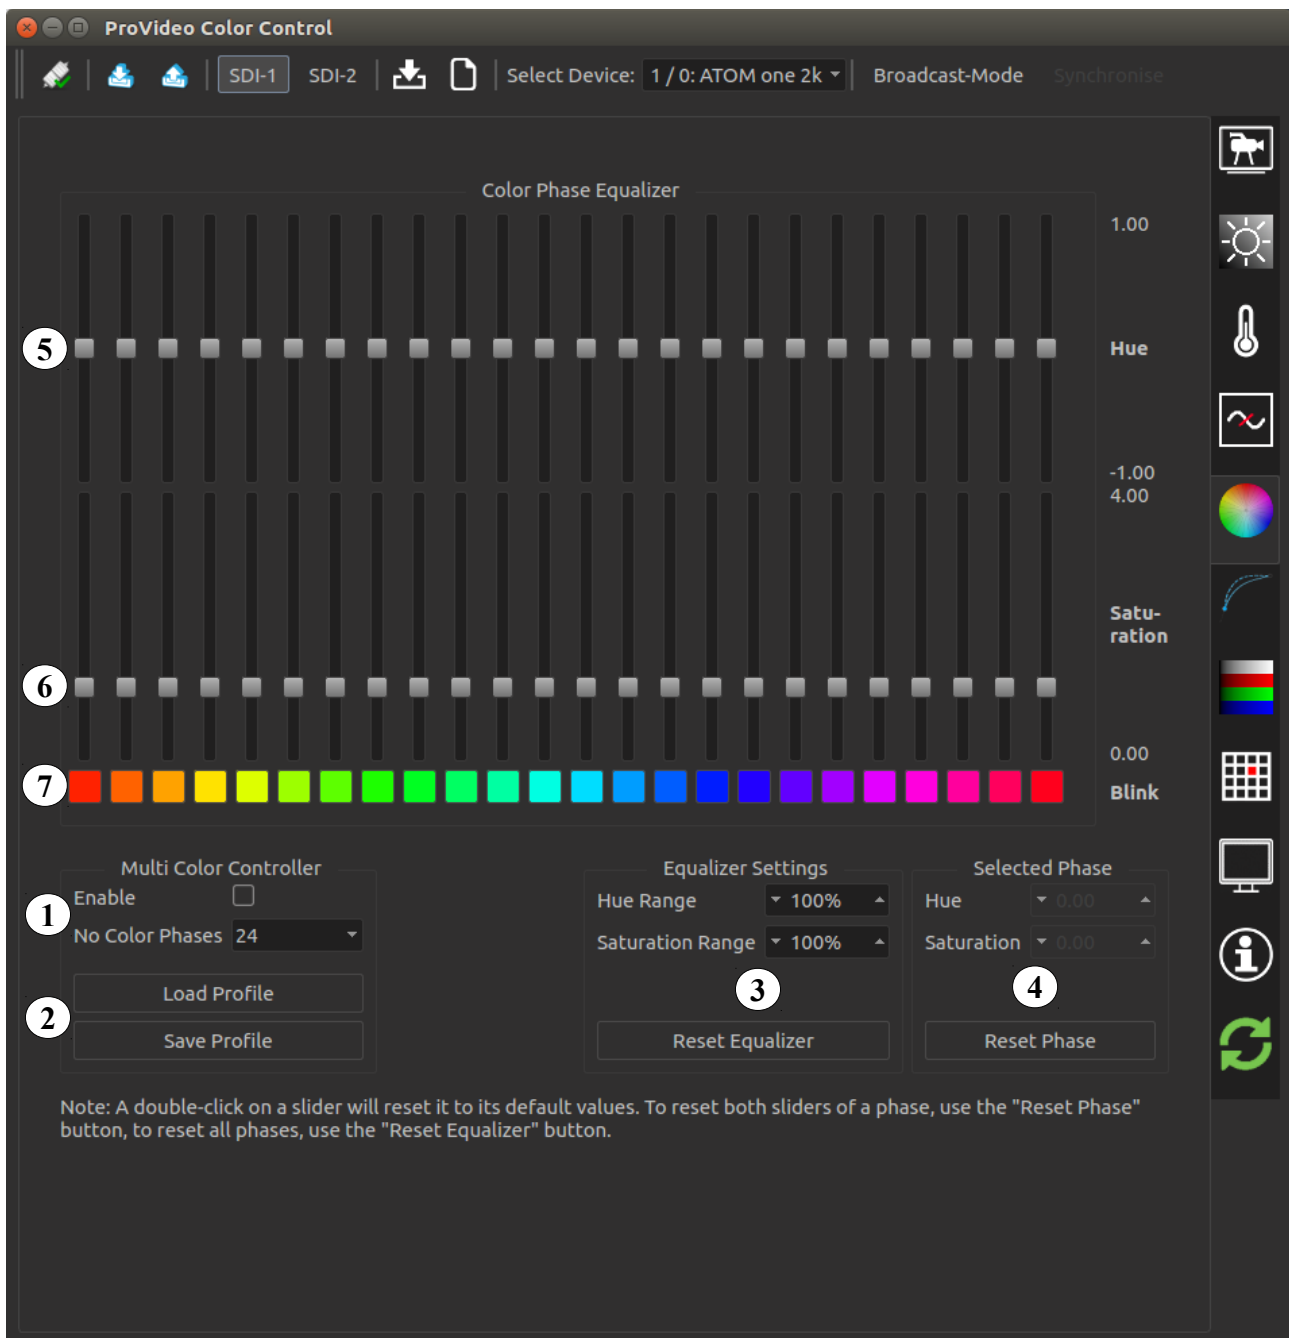 ProVideo Color Control
SDI-1 SDI-2 Select Device: 1 / 0: ATOM one 2k Broadcast-Mode Synchronise
Color Phase Equalizer
1.00
5 Hue
-1.00
4.00
Satu-
ration
6
0.00
7 Blink
Multi Color Controller Equalizer Settings Selected Phase
Enable Hue Range 100% Hue 0.00
1
No Color Phases 24 Saturation Range 100% Saturation 0.00
Load Profile 3 4
2
Save Profile Reset Equalizer Reset Phase
Note: A double-click on a slider will reset it to its default values. To reset both sliders of a phase, use the "Reset Phase"
button, to reset all phases, use the "Reset Equalizer" button.